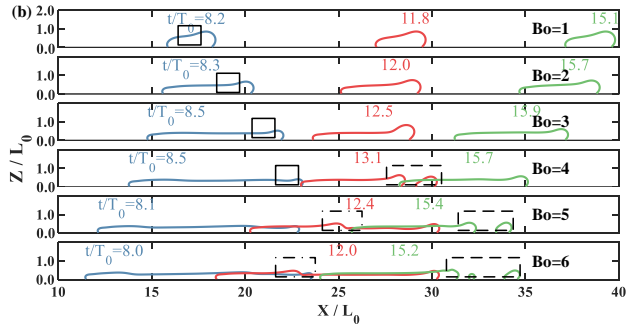 (b)
2.0 t/T0=8.2 11.8 15.1 Bo=1
1.0
0.0
t/T0=8.3 12.0 15.7 Bo=2
1.0
0.0
t/T0=8.5 12.5 15.9 Bo=3
1.0
0.0
t/T0=8.5 13.1 15.7 Bo=4
1.0
0.0
t/T0=8.1 12.4 15.4 Bo=5
1.0
0.0
t/T0=8.0 12.0 15.2 Bo=6
1.0
0.0
Z / L0
10 15 20 25 30 35 40
X / L0